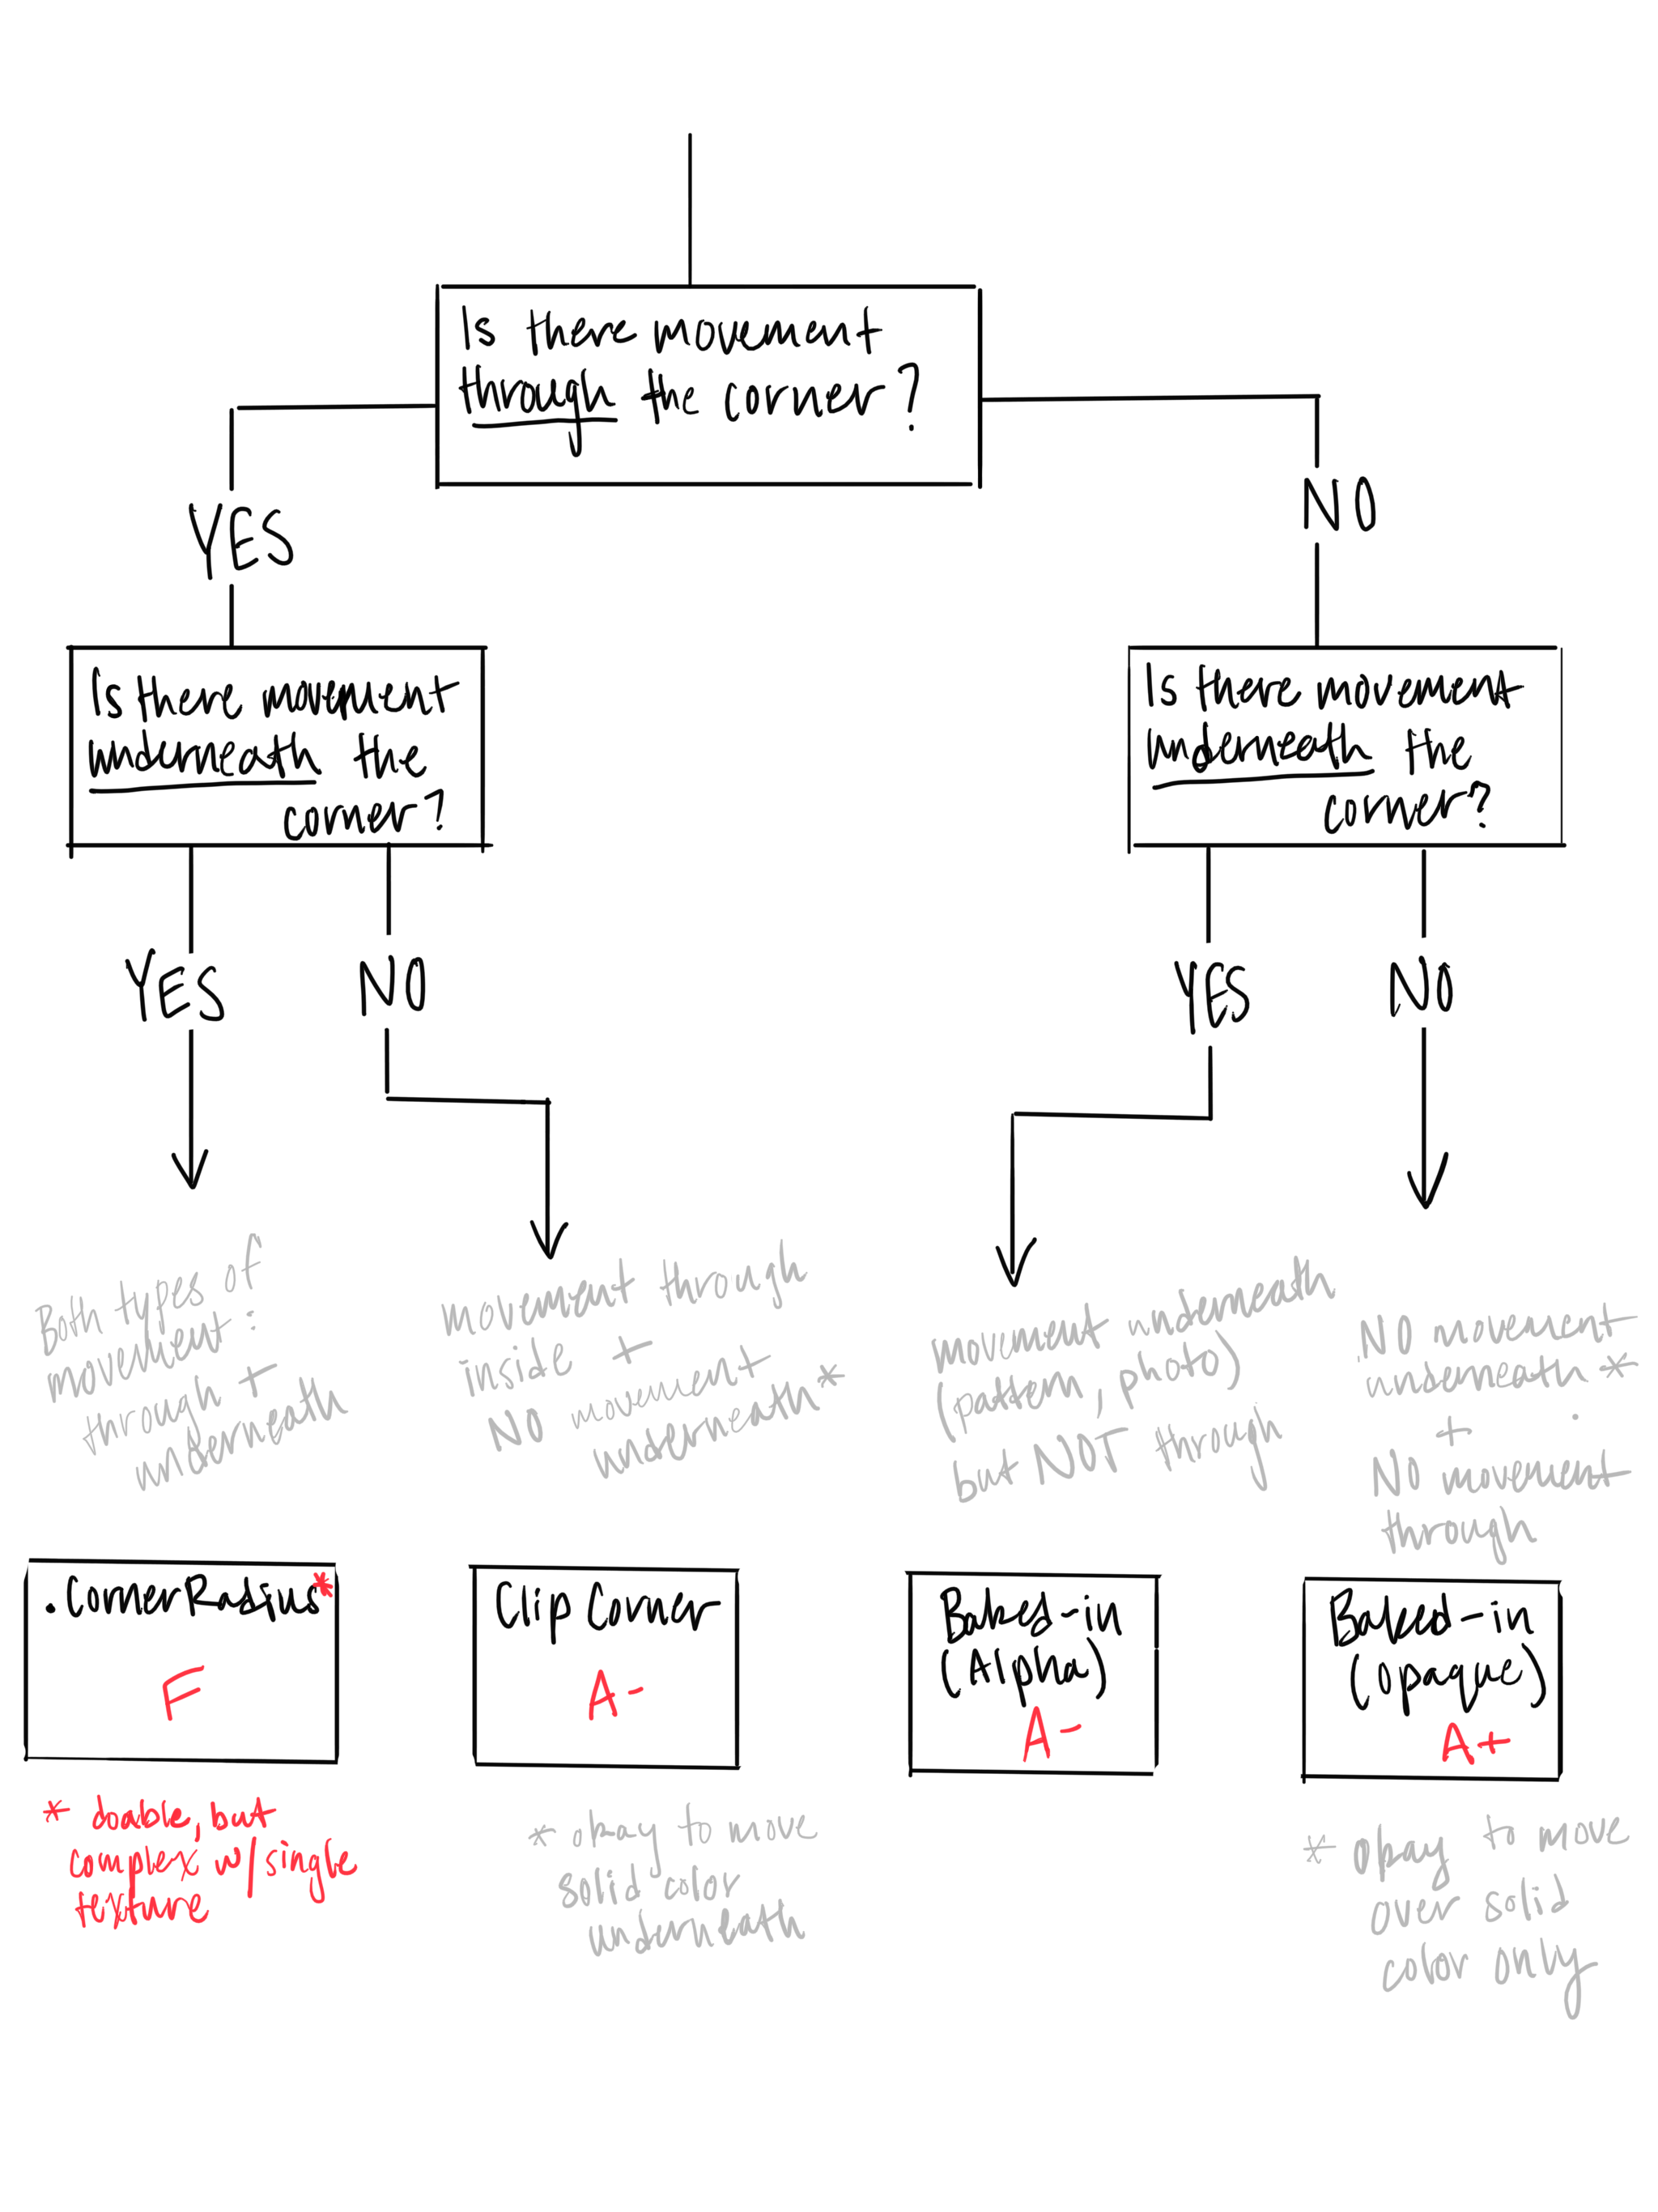 Is there movement
through the corner?
YES
NO
Is there movement
underneath the
corner?
Is there movement
underneath the
corner?
YES
NO
YES
NO
Both types of
movement:
through +
underneath
movement through
inside +
NO movement
underneath *
movement underneath
(pattern, photo)
but NOT through
NO movement
underneath *
+
NO movement
through
.CornerRadius*
F
Clip Corner
A-
Baked-in
(Alpha)
A-
Baked-in
(opaque)
A+
* doable, but
complex w/ single
texture
* okay to move
solid color
underneath
* okay to move
over solid
color only